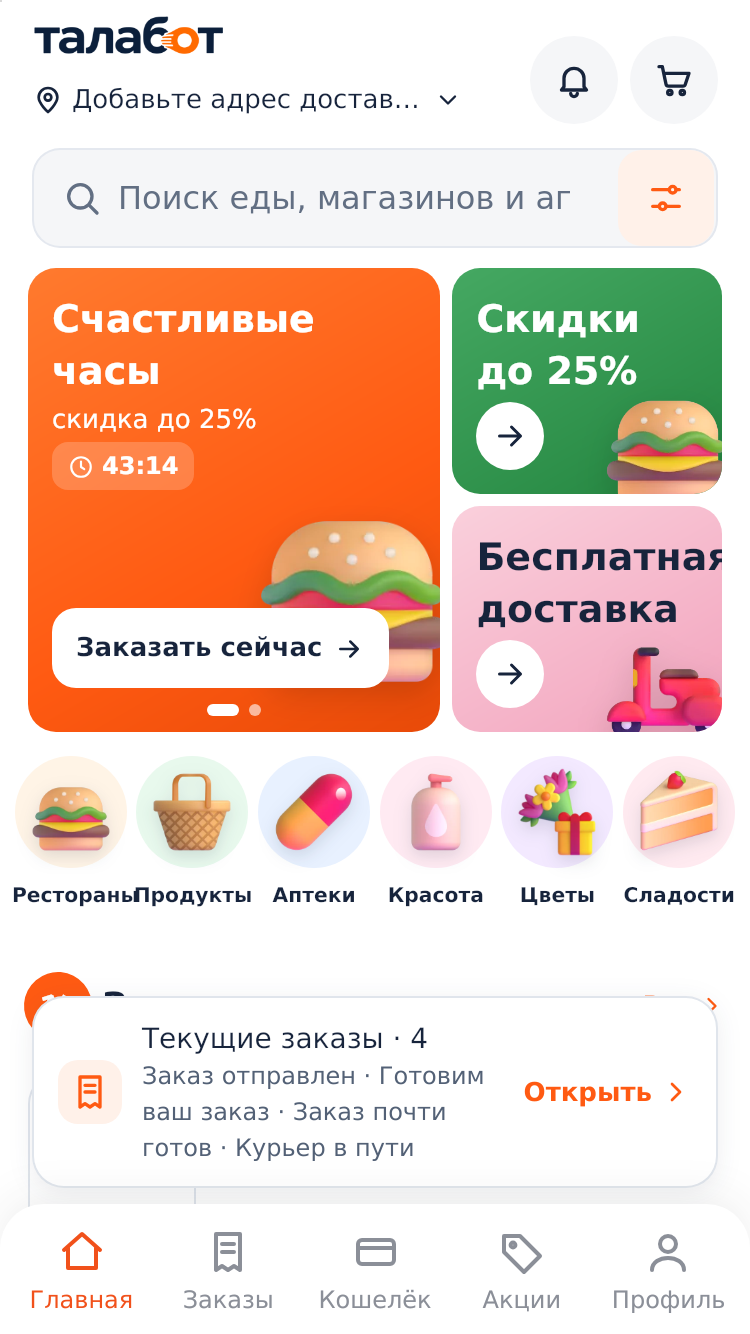 талабот
Добавьте адрес достав...
Поиск еды, магазинов и аг
Счастливые
часы
скидка до 25%
43:14
Заказать сейчас
Скидки
до 25%
Бесплатная
доставка
Рестораны
Продукты
Аптеки
Красота
Цветы
Сладости
Текущие заказы · 4
Заказ отправлен · Готовим
ваш заказ · Заказ почти
готов · Курьер в пути
Открыть
Главная
Заказы
Кошелёк
Акции
Профиль